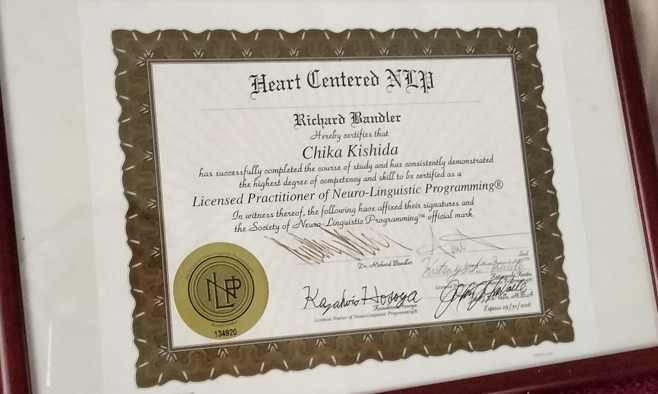 Heart Centered NLP
Richard Bandler
Hereby certifies that
Chika Kishida
has successfully completed the course of study and has consistently demonstrated
the highest degree of competency and skill to be certified as a
Licensed Practitioner of Neuro-Linguistic Programming®
In witness thereof, the following have affixed their signatures and
the Society of Neuro-Linguistic Programming™ official mark.
Dr. Richard Bandler
Kazuhiro Hosoya
Licensed Trainer of Neuro-Linguistic Programming®
NLP
134920